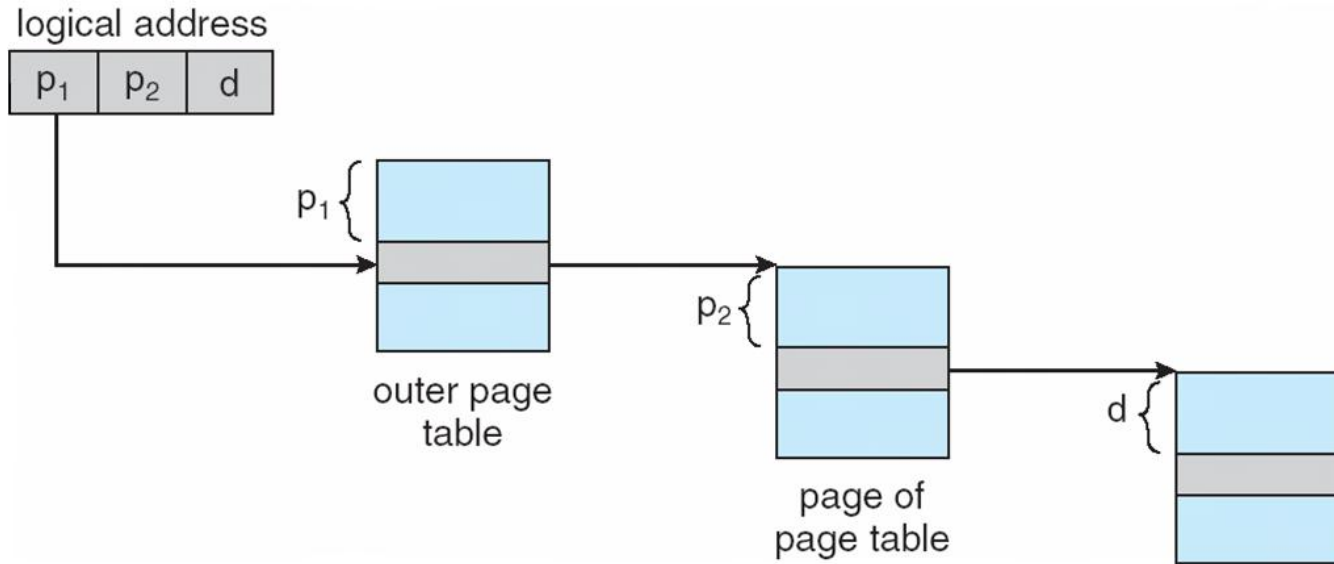 logical address
p₁ p₂ d
p₁
outer page
table
p₂
page of
page table
d